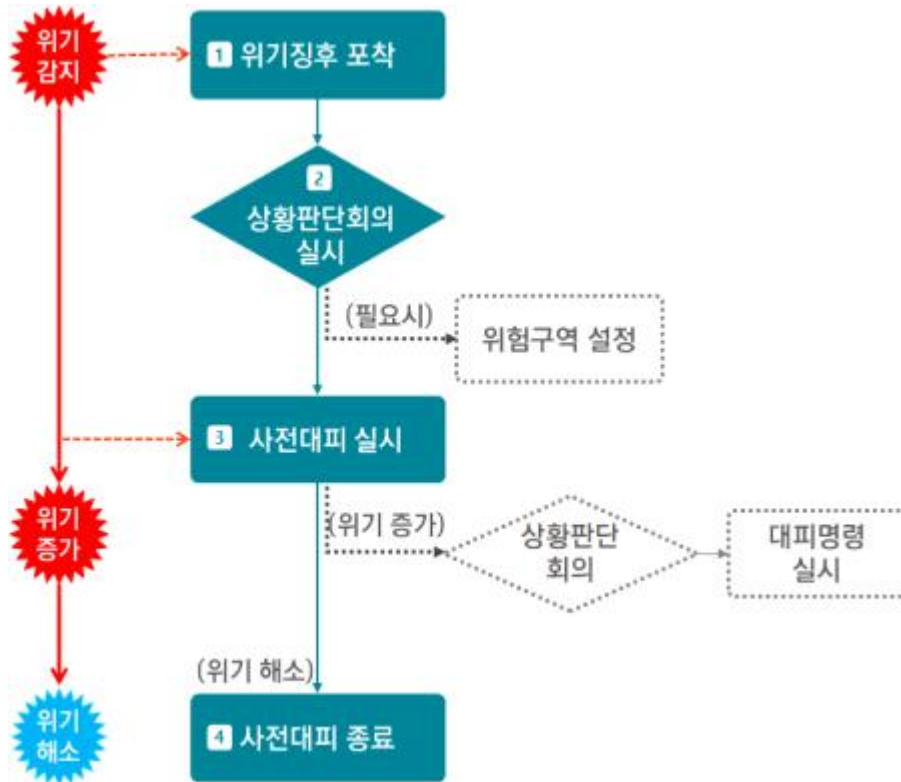 위기
감지
1 위기징후 포착
2
상황판단회의
실시
(필요시)
위험구역 설정
3 사전대피 실시
위기
증가
(위기 증가)
상황판단
회의
대피명령
실시
(위기 해소)
위기
해소
4 사전대피 종료